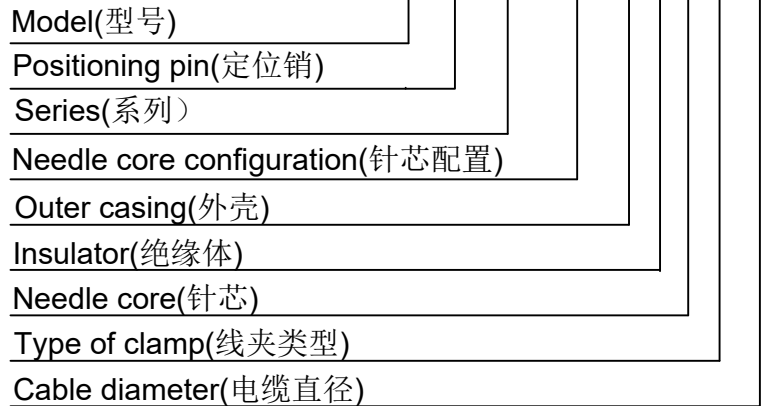 Model(型号)
Positioning pin(定位销)
Series(系列）
Needle core configuration(针芯配置)
Outer casing(外壳)
Insulator(绝缘体)
Needle core(针芯)
Type of clamp(线夹类型)
Cable diameter(电缆直径)